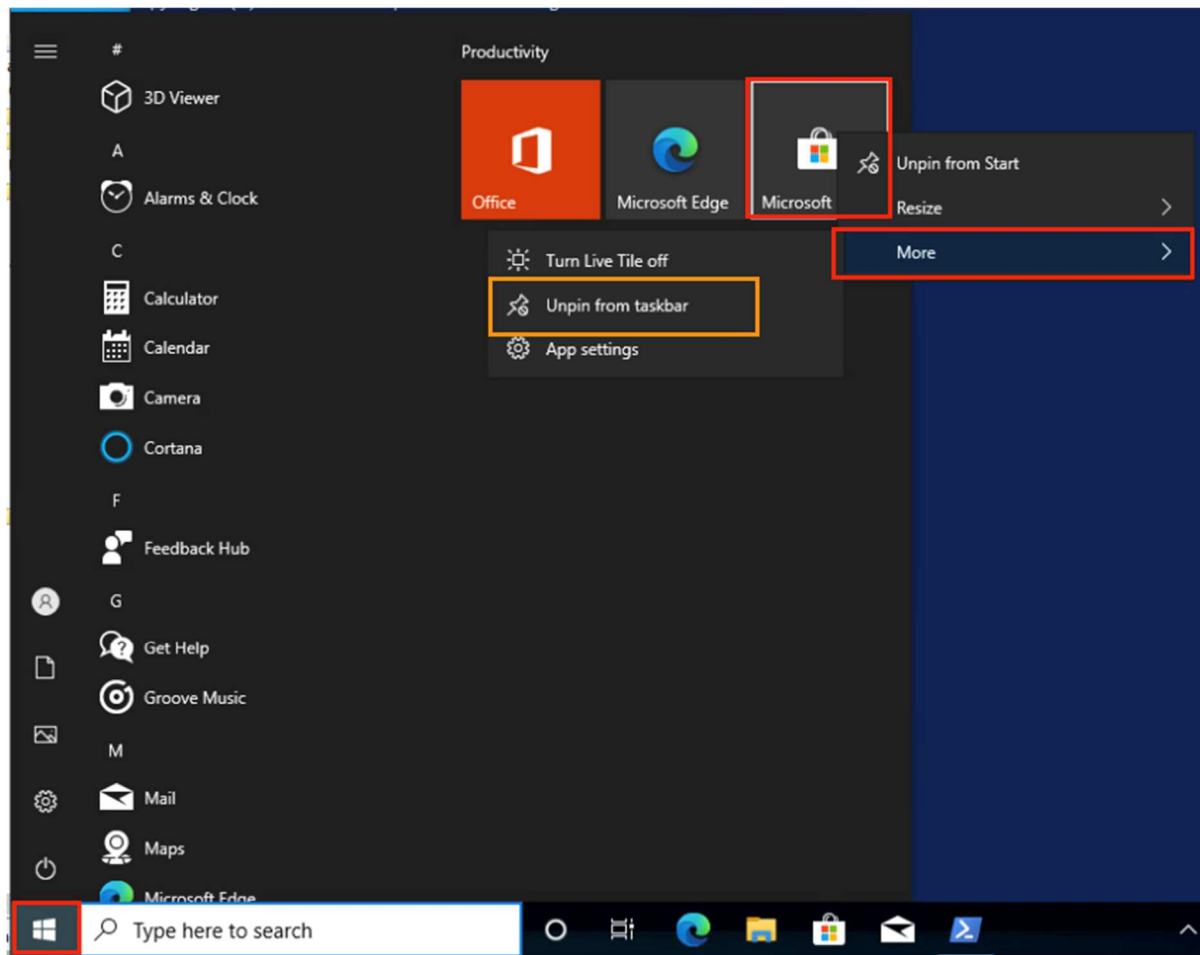 #
3D Viewer
A
Alarms & Clock
C
Calculator
Calendar
Camera
Cortana
F
Feedback Hub
G
Get Help
Groove Music
M
Mail
Maps
Microsoft Edge
Productivity
Office
Microsoft Edge
Microsoft
Unpin from Start
Resize
More
Turn Live Tile off
Unpin from taskbar
App settings
Type here to search